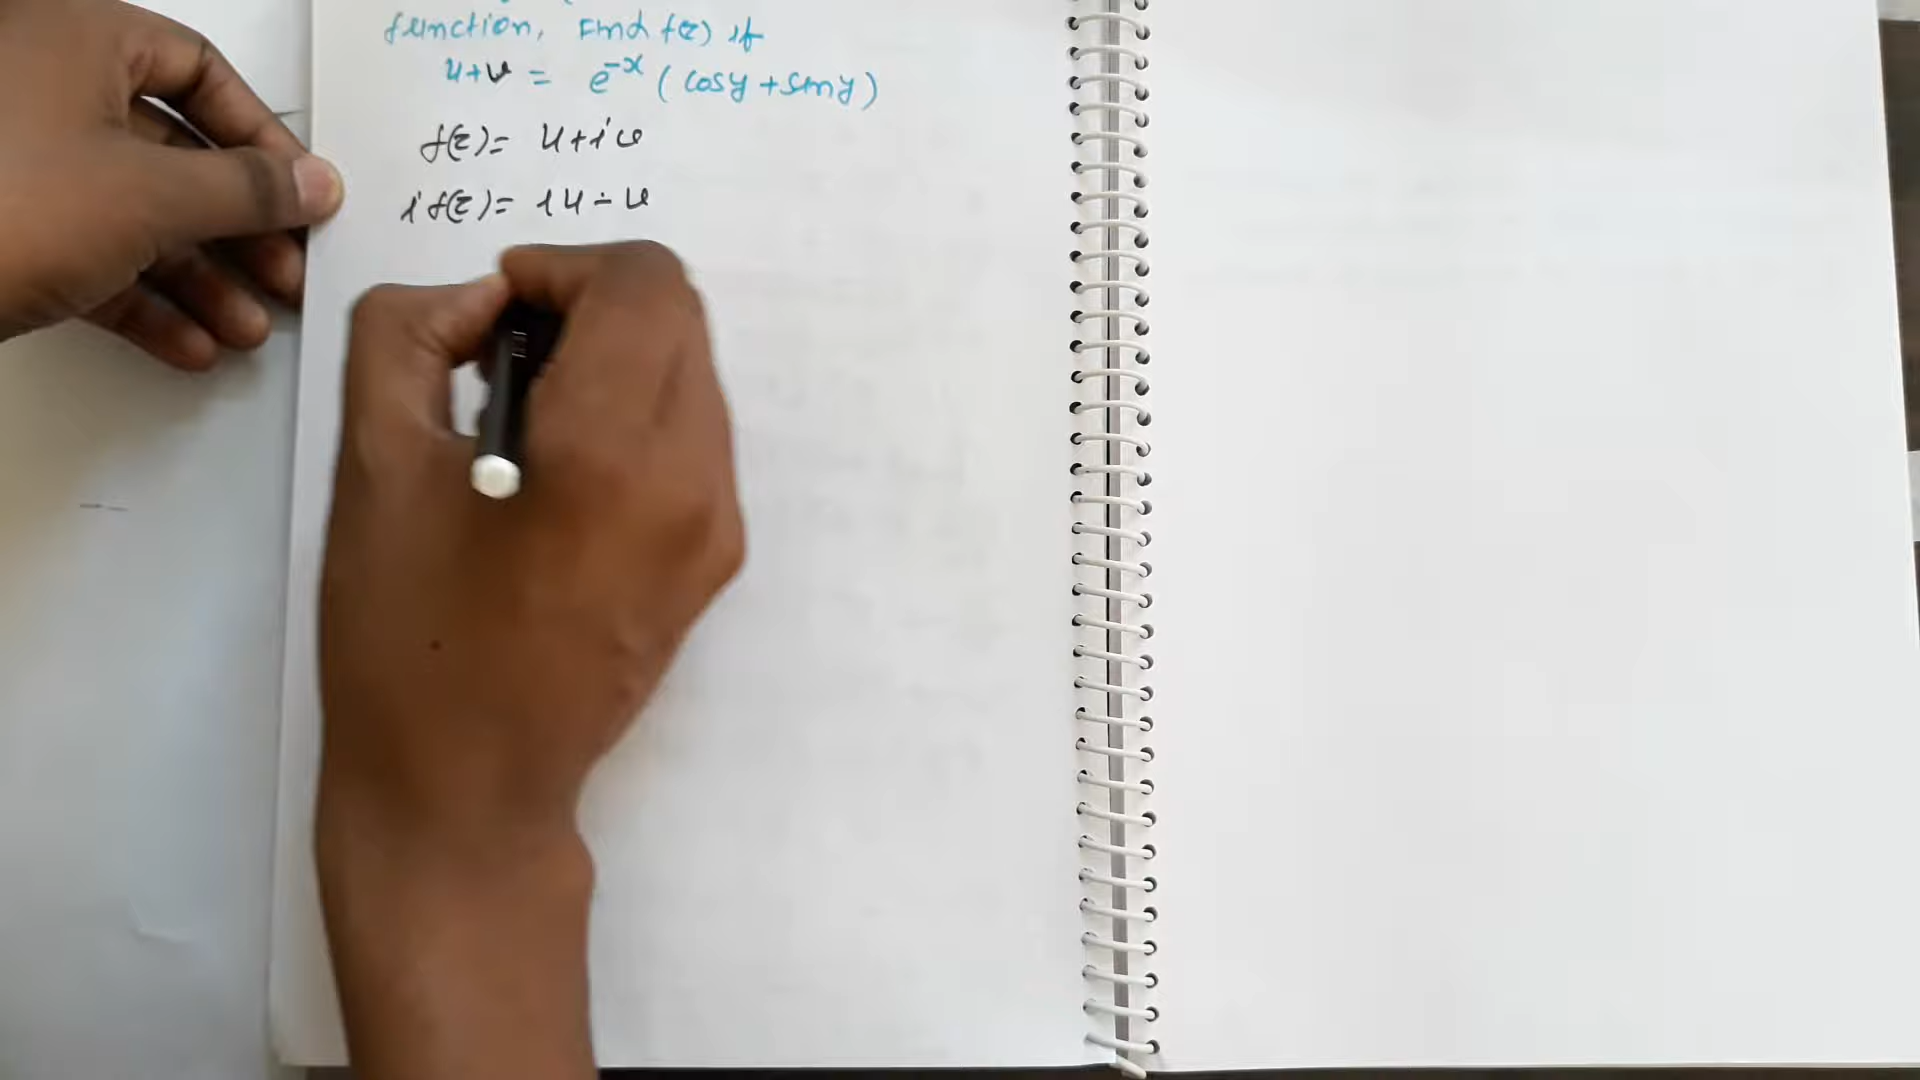 function, Find f(z) if
u+v = e^-x (cosy + siny)
f(z) = u+iv
if(z) = iu - v